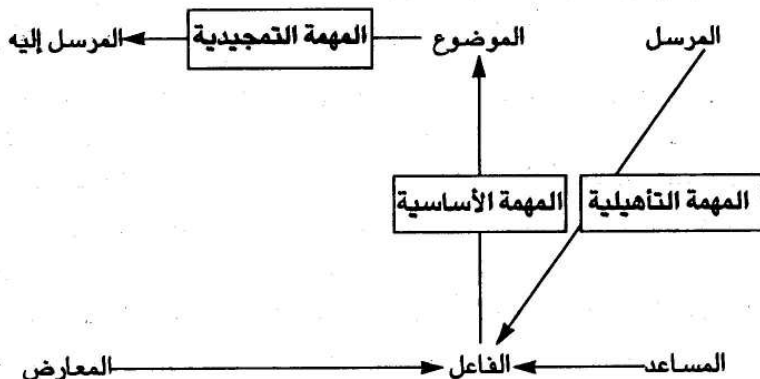 المرسل الموضوع المهمة التمجيدية المرسل إليه
المهمة التأهيلية المهمة الأساسية
المساعد الفاعل المعارض